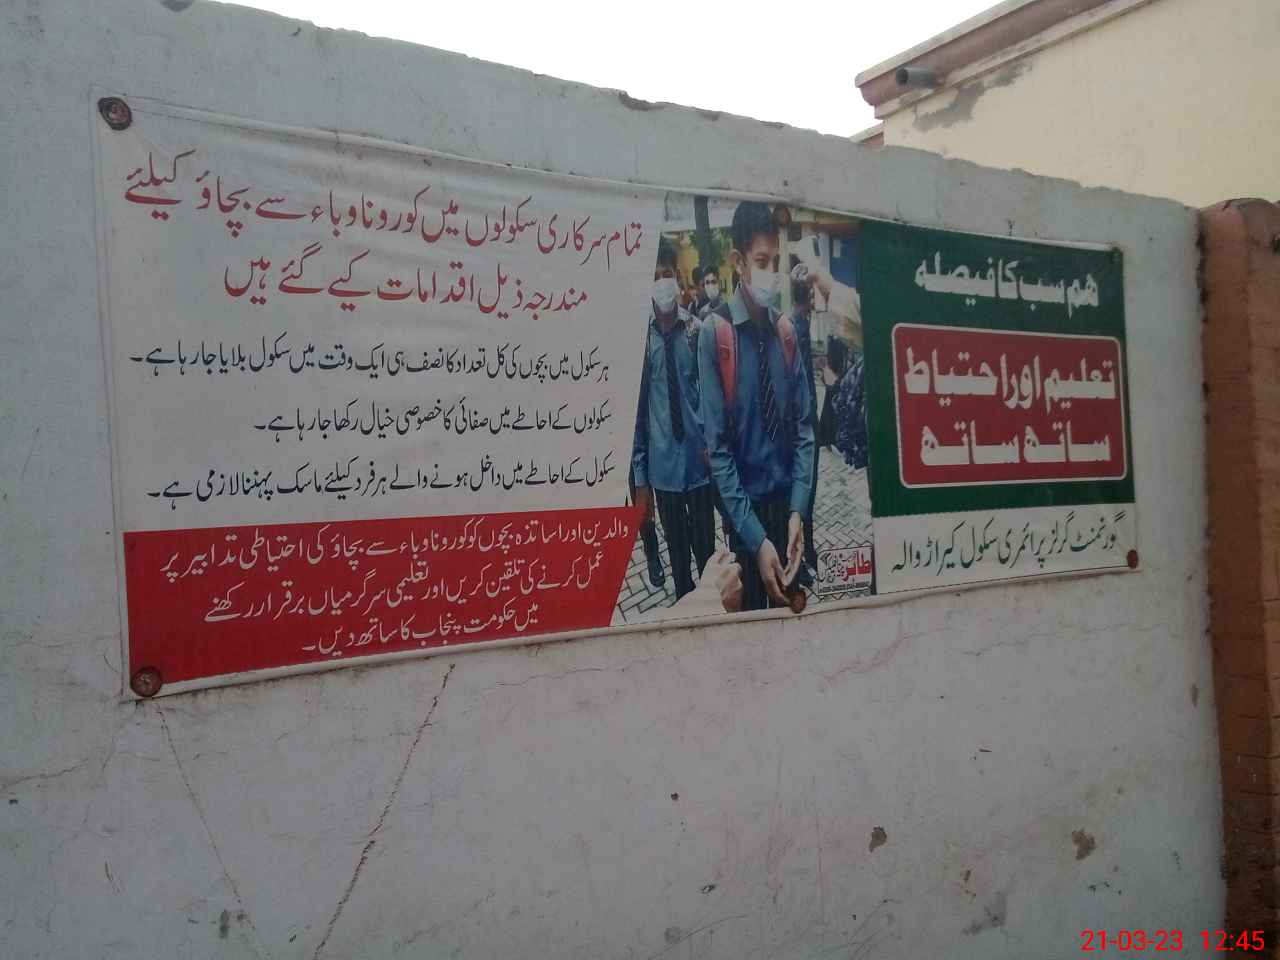 ہم سب کا فیصلہ
تعلیم اور احتیاط
ساتھ ساتھ
گورنمنٹ گرلز پرائمری سکول کیراڑ والہ
تمام سرکاری سکولوں میں کورونا وباء سے بچاؤ کیلئے
مندرجہ ذیل اقدامات کیے گئے ہیں
ہر سکول میں بچوں کی کل تعداد کا نصف ہی ایک وقت میں سکول بلایا جا رہا ہے۔
سکولوں کے احاطے میں صفائی کا خصوصی خیال رکھا جا رہا ہے۔
سکول کے احاطے میں داخل ہونے والے ہر فرد کیلئے ماسک پہننا لازمی ہے۔
والدین اور اساتذہ بچوں کو کورونا وباء سے بچاؤ کی احتیاطی تدابیر پر
عمل کرنے کی تلقین کریں اور تعلیمی سرگرمیاں برقرار رکھنے
میں حکومت پنجاب کا ساتھ دیں۔
طاہر
21-03-23 12:45